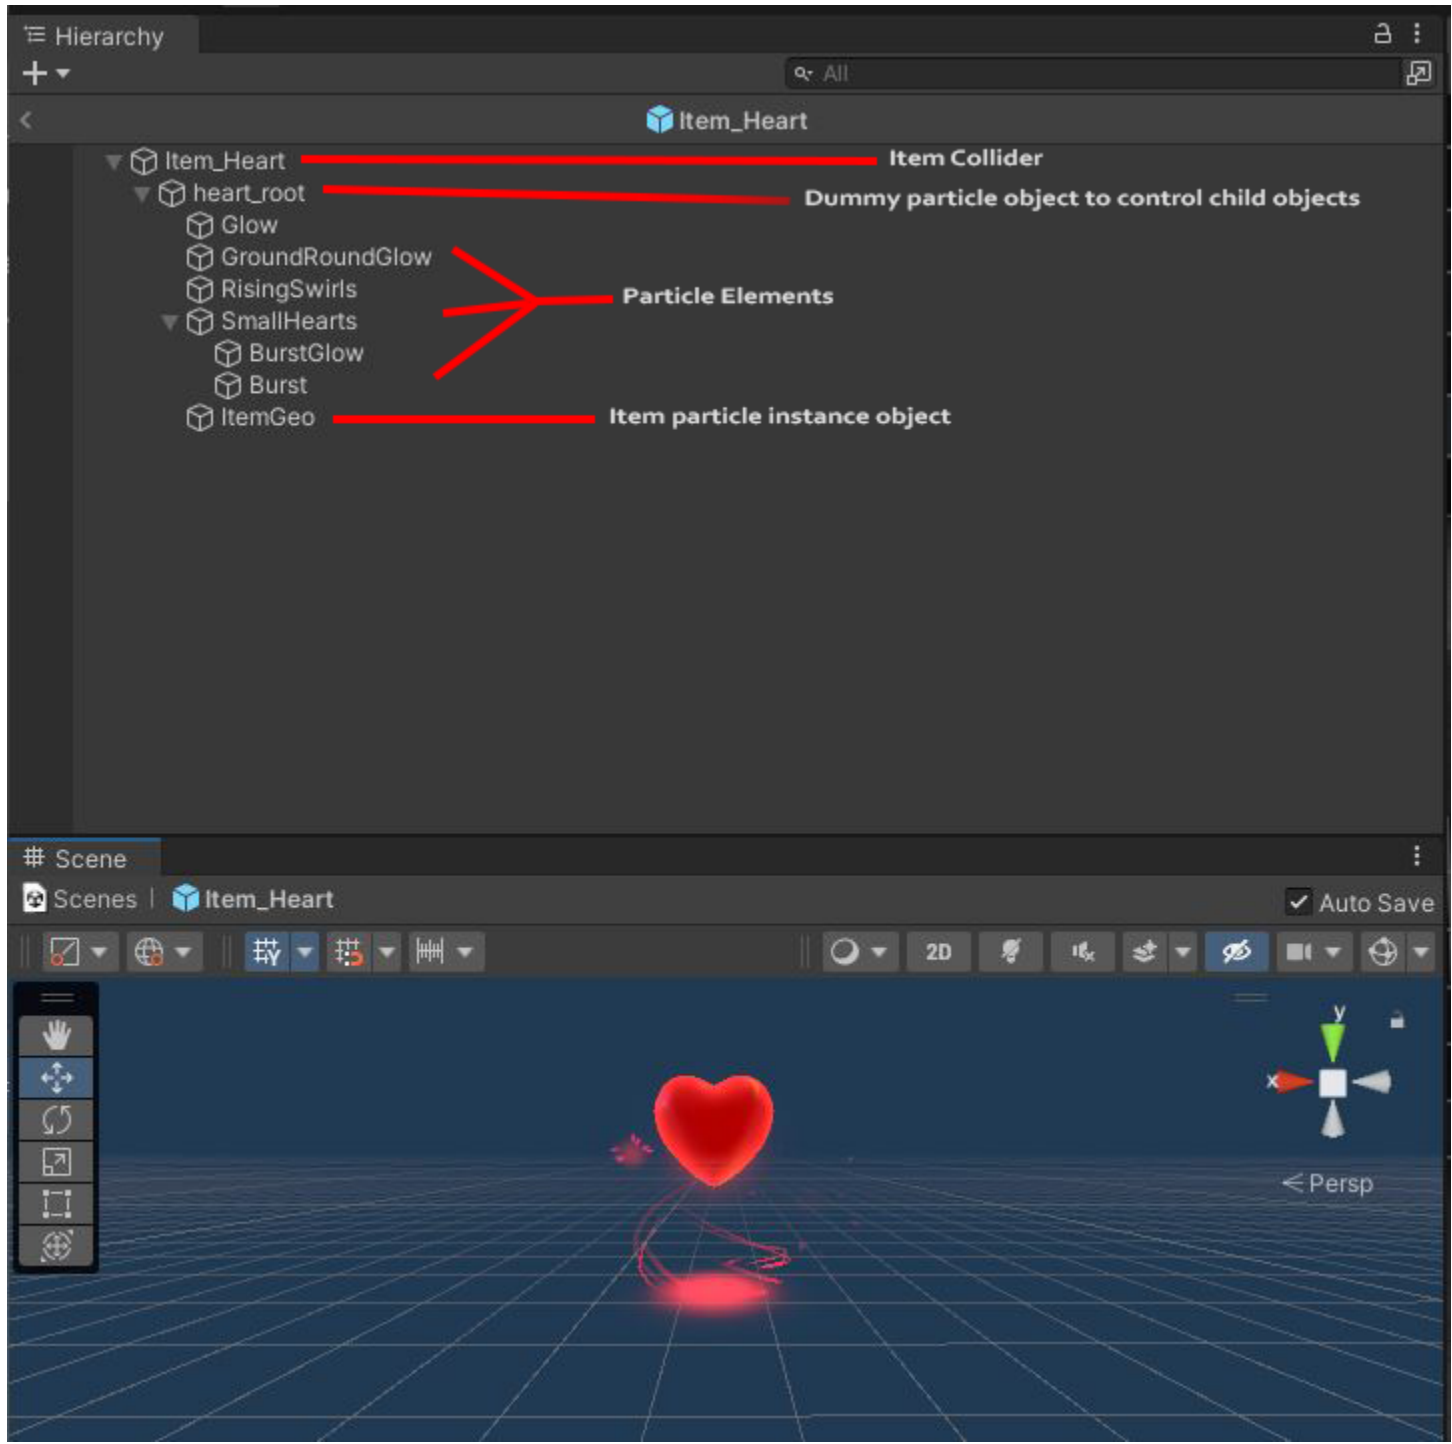 Hierarchy
All
Item_Heart
Item_Heart
Item Collider
heart_root
Dummy particle object to control child objects
Glow
GroundRoundGlow
RisingSwirls
Particle Elements
SmallHearts
BurstGlow
Burst
ItemGeo
Item particle instance object
Scene
Scenes
Item_Heart
Auto Save
2D
y
x
Persp